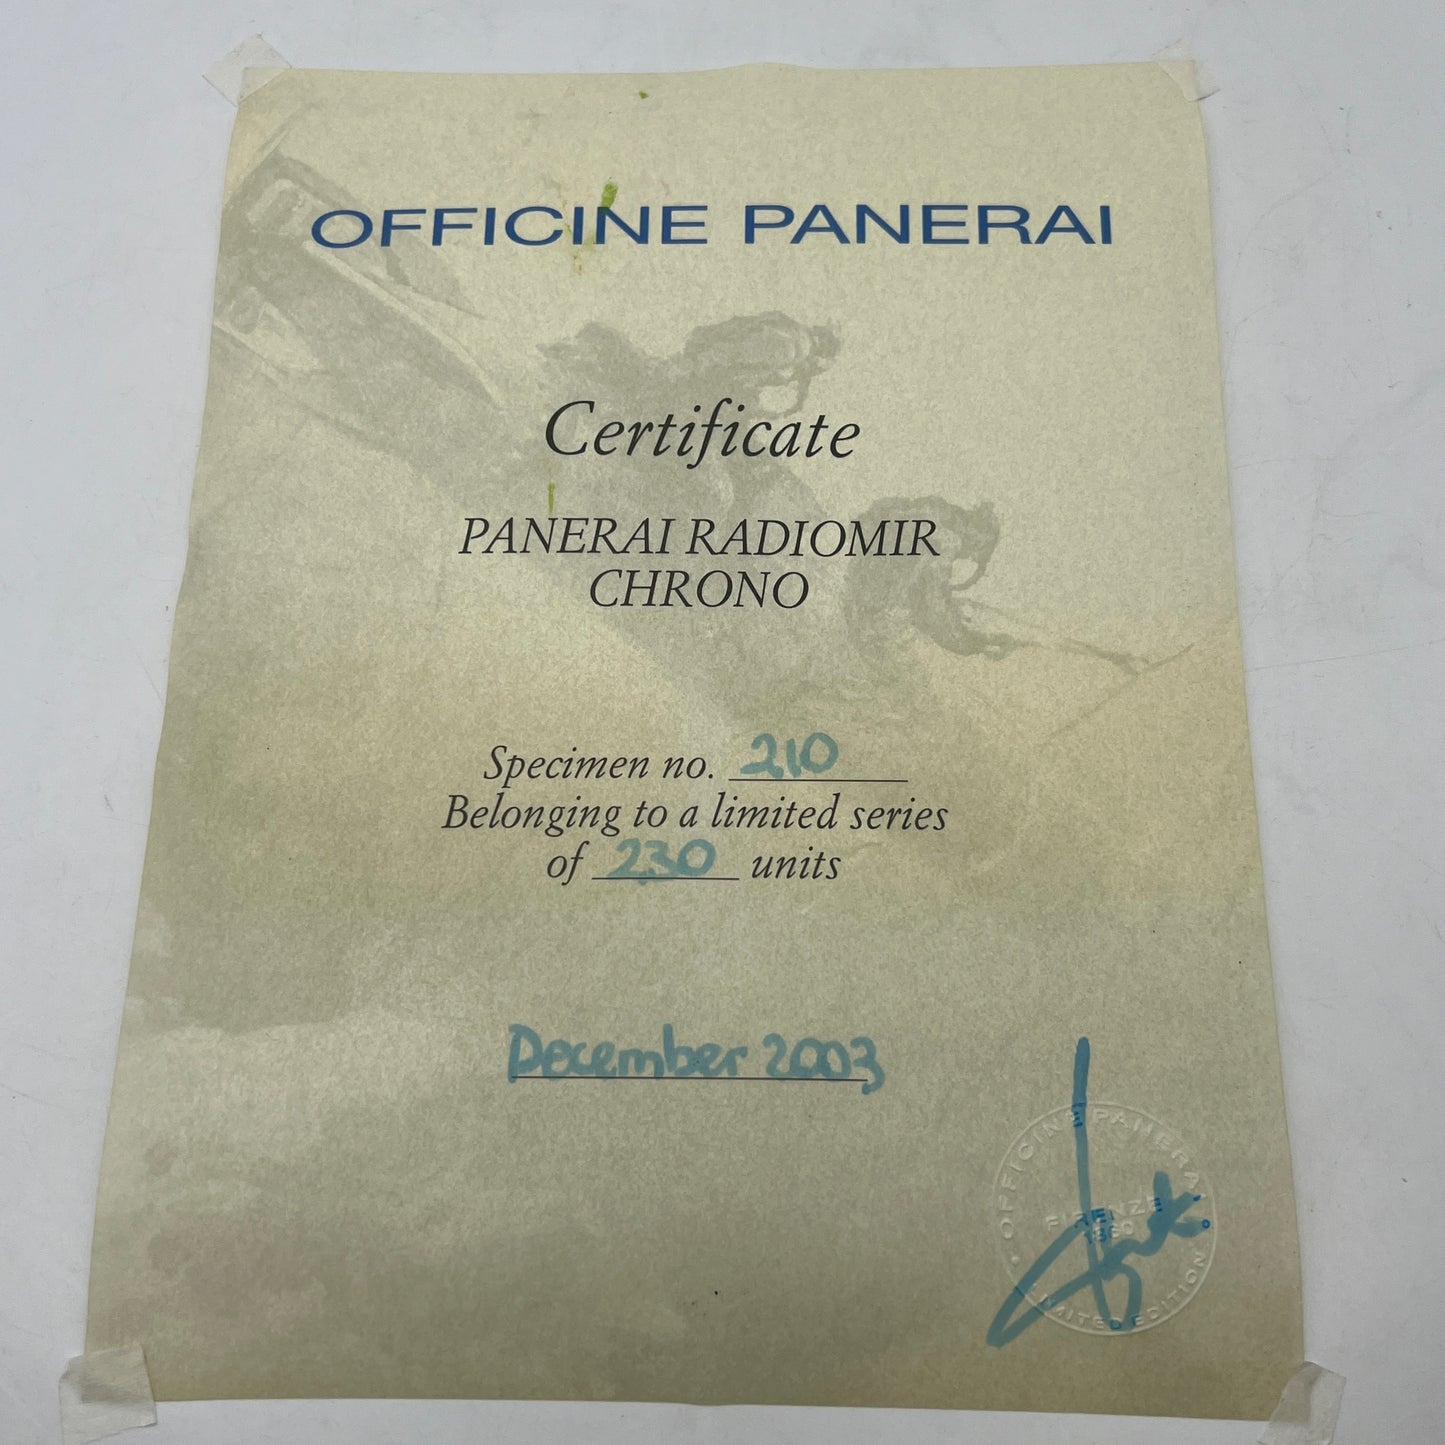 OFFICINE PANERAI
Certificate
PANERAI RADIOMIR
CHRONO
Specimen no. 210
Belonging to a limited series
of 230 units
December 2003
OFFICINE PANERAI
FIRENZE
1860
LIMITED EDITION